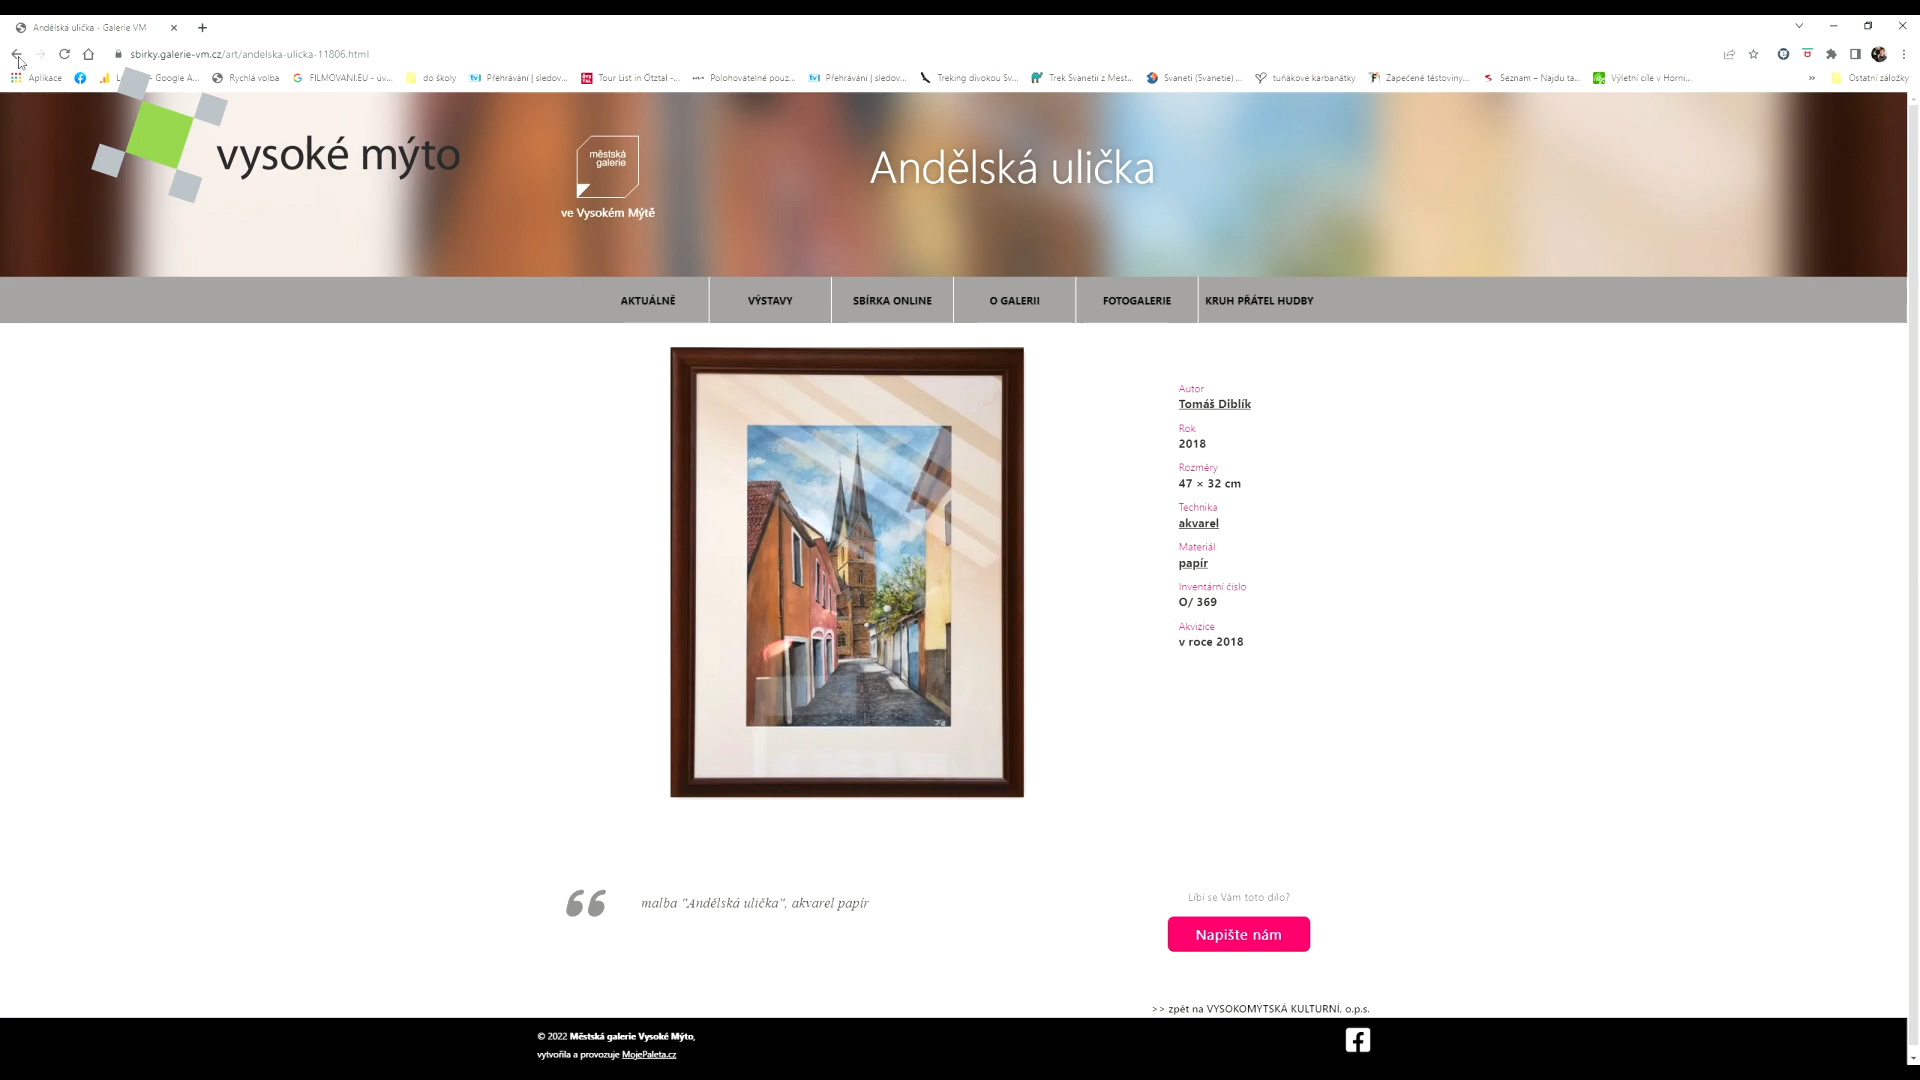 Andělská ulička - Galerie VM
sbirky.galerie-vm.cz/art/andelska-ulicka-11806.html
Aplikace
- Google A...
Rychlá volba
FILMOVANI.EU - úv...
do školy
Přehrávání | sledov...
Tour List in Ötztal -...
Polohovatelné pouz...
Přehrávání | sledov...
Treking divokou Sv...
Trek Svanetií z Mest...
Svaneti (Svanetie)...
tuňákové karbanátky
Zapečené těstoviny...
Seznam – Najdu ta...
Výletní cíle v Horni...
»
Ostatní záložky
vysoké mýto
městská
galerie
ve Vysokém Mýtě
Andělská ulička
AKTUÁLNĚ
VÝSTAVY
SBÍRKA ONLINE
O GALERII
FOTOGALERIE
KRUH PŘÁTEL HUDBY
Autor
Tomáš Diblík
Rok
2018
Rozměry
47 × 32 cm
Technika
akvarel
Materiál
papír
Inventární číslo
O/ 369
Akvizice
v roce 2018
malba "Andělská ulička", akvarel papír
Líbí se Vám toto dílo?
Napište nám
>> zpět na VYSOKOMÝTSKÁ KULTURNÍ, o.p.s.
© 2022 Městská galerie Vysoké Mýto,
vytvořila a provozuje MojePaleta.cz